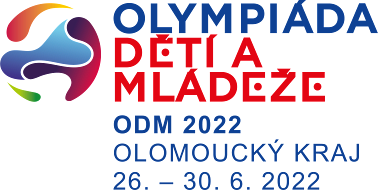 OLYMPIÁDA
DĚTÍ A
MLÁDEŽE
ODM 2022
OLOMOUCKÝ KRAJ
26. – 30. 6. 2022